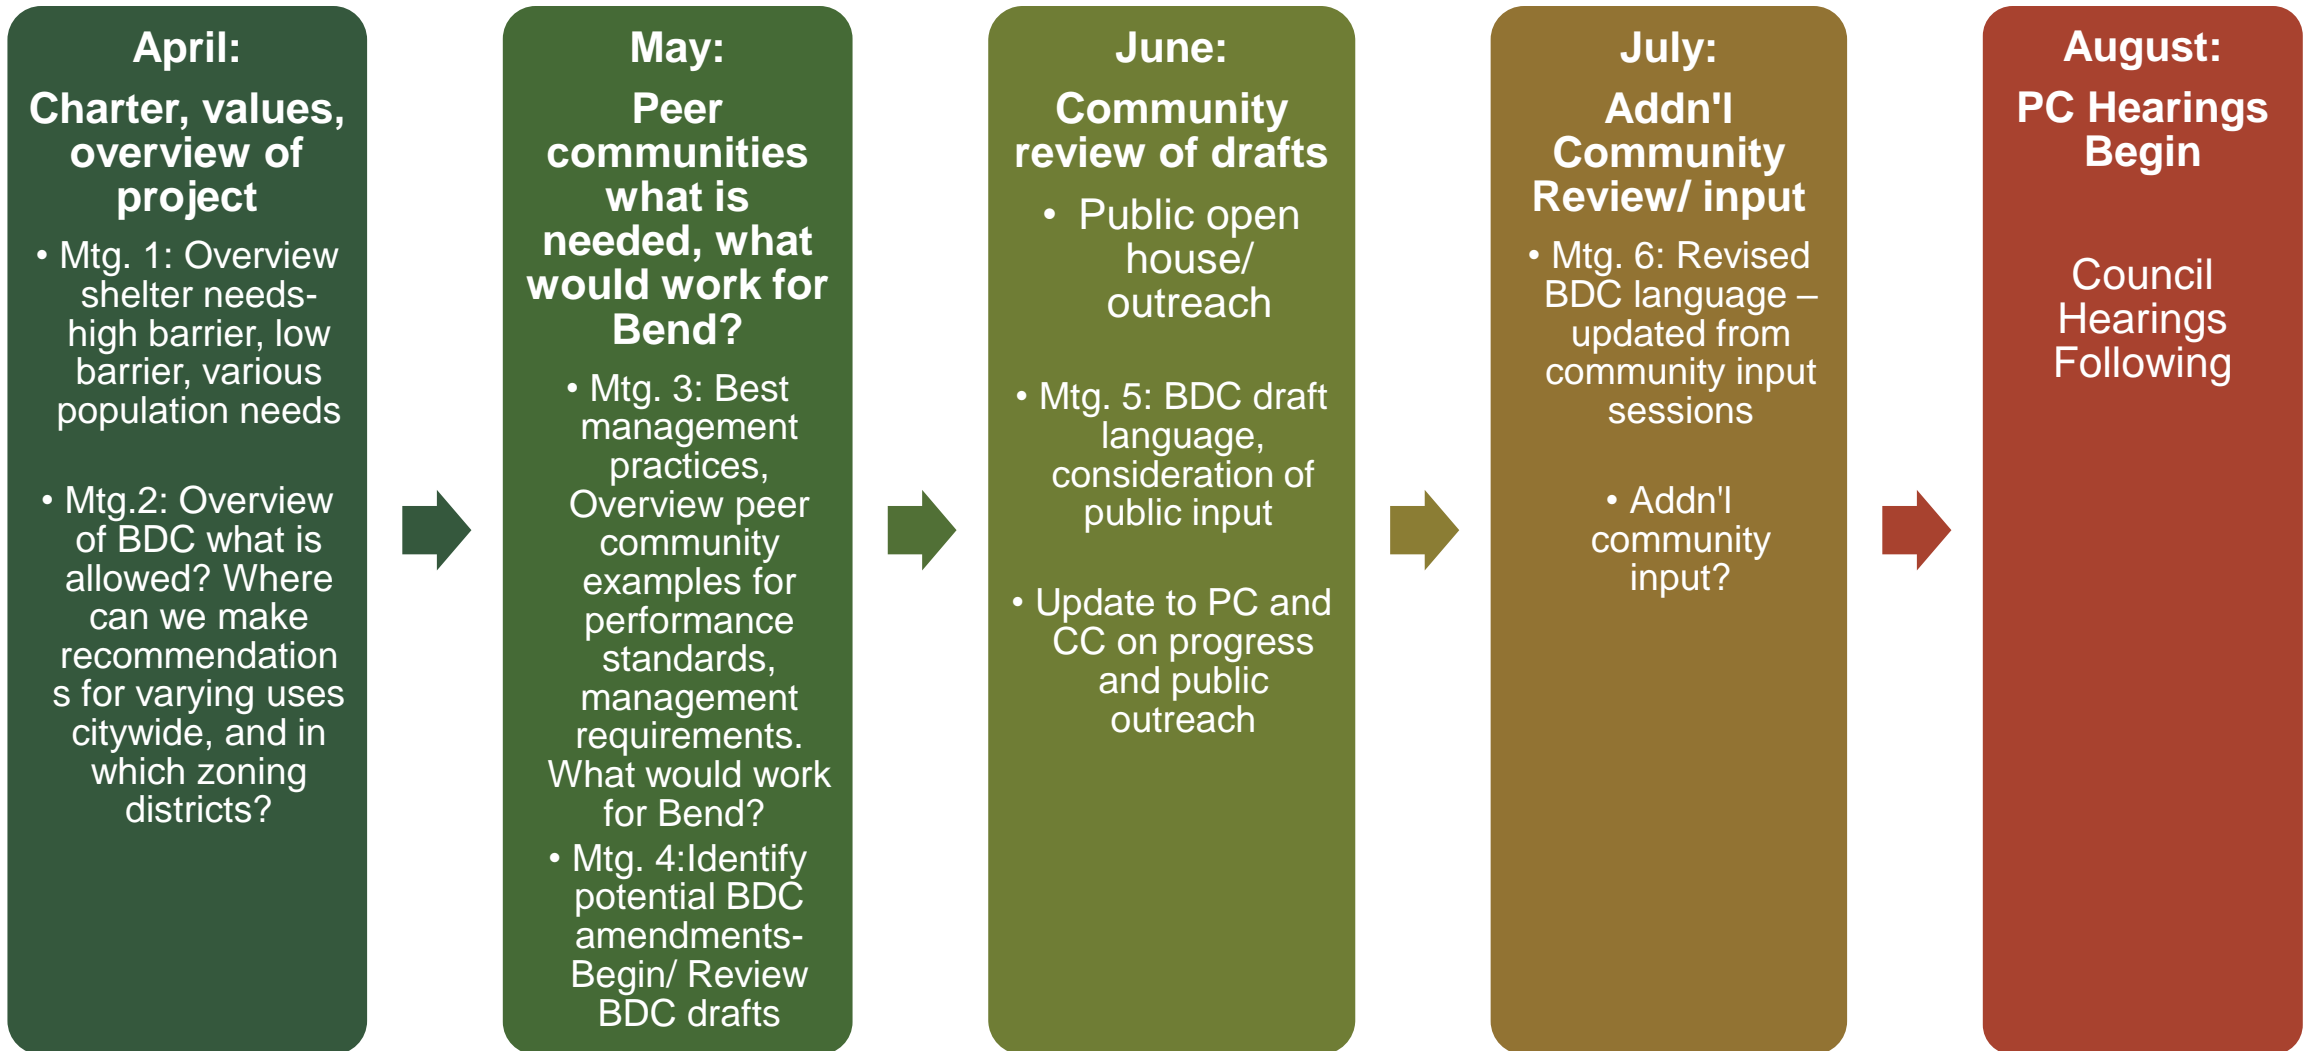 April:
Charter, values,
overview of
project
• Mtg. 1: Overview
shelter needs-
high barrier, low
barrier, various
population needs
• Mtg.2: Overview
of BDC what is
allowed? Where
can we make
recommendation
s for varying uses
citywide, and in
which zoning
districts?
May:
Peer
communities
what is
needed, what
would work for
Bend?
• Mtg. 3: Best
management
practices,
Overview peer
community
examples for
performance
standards,
management
requirements.
What would work
for Bend?
• Mtg. 4:Identify
potential BDC
amendments-
Begin/ Review
BDC drafts
June:
Community
review of drafts
• Public open
house/
outreach
• Mtg. 5: BDC draft
language,
consideration of
public input
• Update to PC and
CC on progress
and public
outreach
July:
Addn'l
Community
Review/ input
• Mtg. 6: Revised
BDC language –
updated from
community input
sessions
• Addn'l
community
input?
August:
PC Hearings
Begin
Council
Hearings
Following